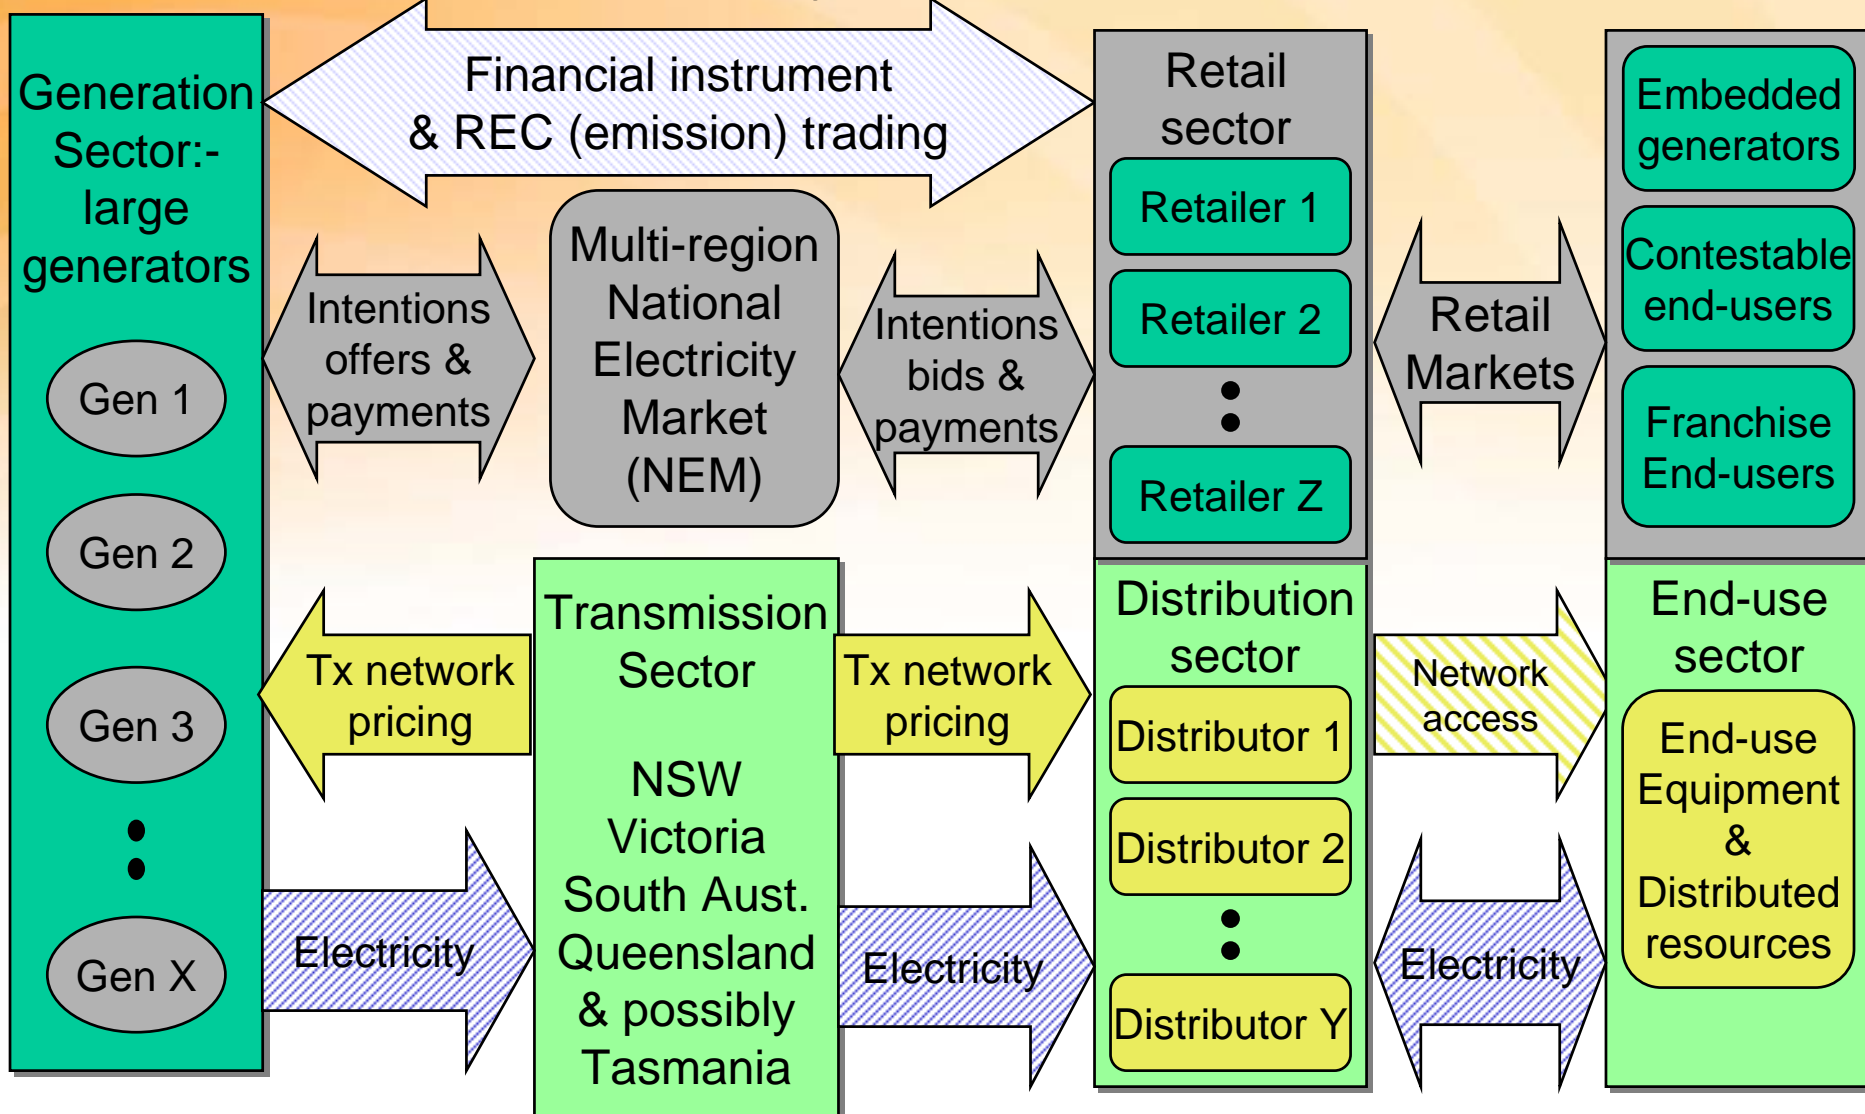 Generation
Sector:-
large
generators
Gen 1
Gen 2
Gen 3
Gen X
Financial instrument
& REC (emission) trading
Intentions
offers &
payments
Multi-region
National
Electricity
Market
(NEM)
Intentions
bids &
payments
Retail
sector
Retailer 1
Retailer 2
Retailer Z
Retail
Markets
Embedded
generators
Contestable
end-users
Franchise
End-users
Tx network
pricing
Transmission
Sector
NSW
Victoria
South Aust.
Queensland
& possibly
Tasmania
Tx network
pricing
Distribution
sector
Distributor 1
Distributor 2
Distributor Y
Network
access
End-use
sector
End-use
Equipment
&
Distributed
resources
Electricity
Electricity
Electricity